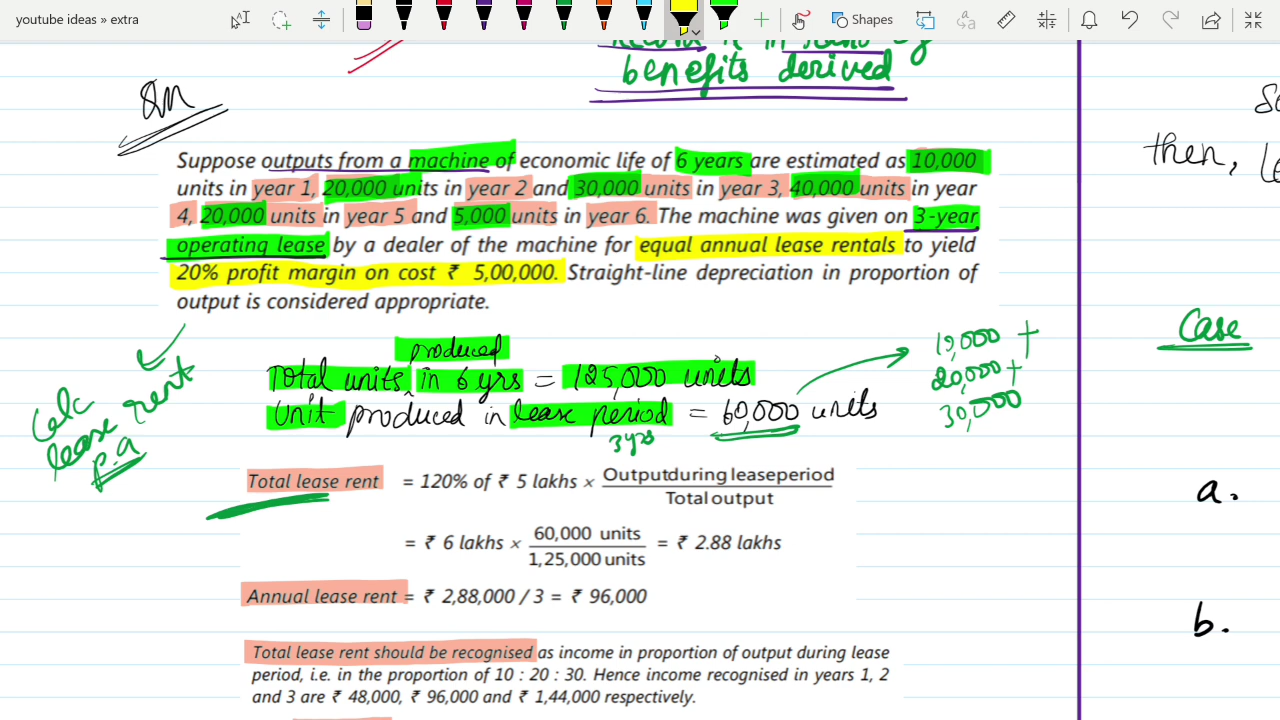 youtube ideas » extra
Shapes
benefits derived
Suppose outputs from a machine of economic life of 6 years are estimated as 10,000
units in year 1, 20,000 units in year 2 and 30,000 units in year 3, 40,000 units in year
4, 20,000 units in year 5 and 5,000 units in year 6. The machine was given on 3-year
operating lease by a dealer of the machine for equal annual lease rentals to yield
20% profit margin on cost ₹ 5,00,000. Straight-line depreciation in proportion of
output is considered appropriate.
then,
Case
produced
Total units in 6 yrs = 125,000 units
Unit produced in lease period = 60,000 units
3 yrs
10,000 +
20,000 +
30,000
Calc
lease rent
p.a
Total lease rent = 120% of ₹ 5 lakhs × Outputduring leaseperiod
Total output
= ₹ 6 lakhs × 60,000 units = ₹ 2.88 lakhs
1,25,000 units
Annual lease rent = ₹ 2,88,000 / 3 = ₹ 96,000
a.
b.
Total lease rent should be recognised as income in proportion of output during lease
period, i.e. in the proportion of 10 : 20 : 30. Hence income recognised in years 1, 2
and 3 are ₹ 48,000, ₹ 96,000 and ₹ 1,44,000 respectively.